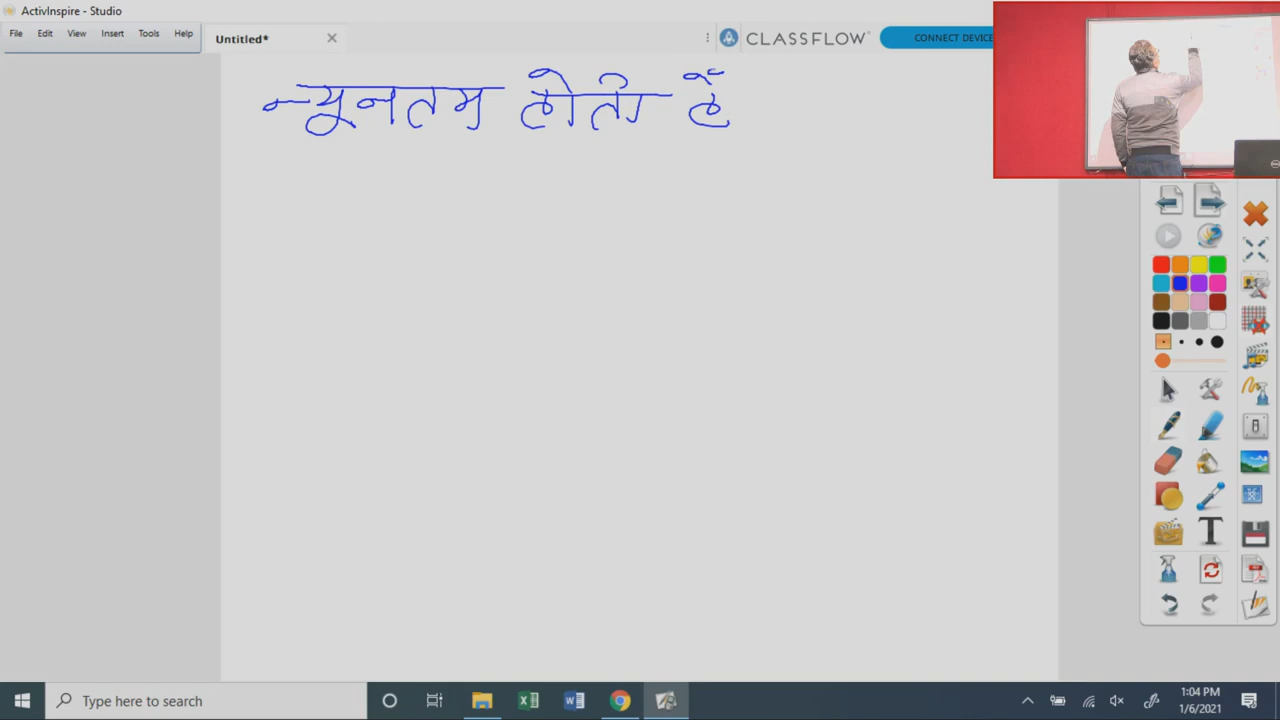 ActivInspire - Studio
File Edit View Insert Tools Help
Untitled*
CLASSFLOW
CONNECT DEVICE
न्यूनतम होती है
Type here to search
1:04 PM
1/6/2021